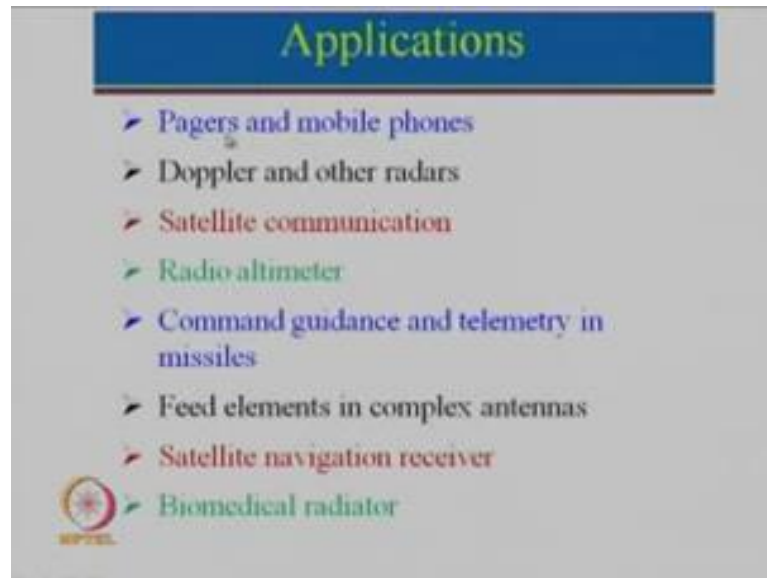 Applications
➢ Pagers and mobile phones
➢ Doppler and other radars
➢ Satellite communication
➢ Radio altimeter
➢ Command guidance and telemetry in
missiles
➢ Feed elements in complex antennas
➢ Satellite navigation receiver
➢ Biomedical radiator
NPTEL